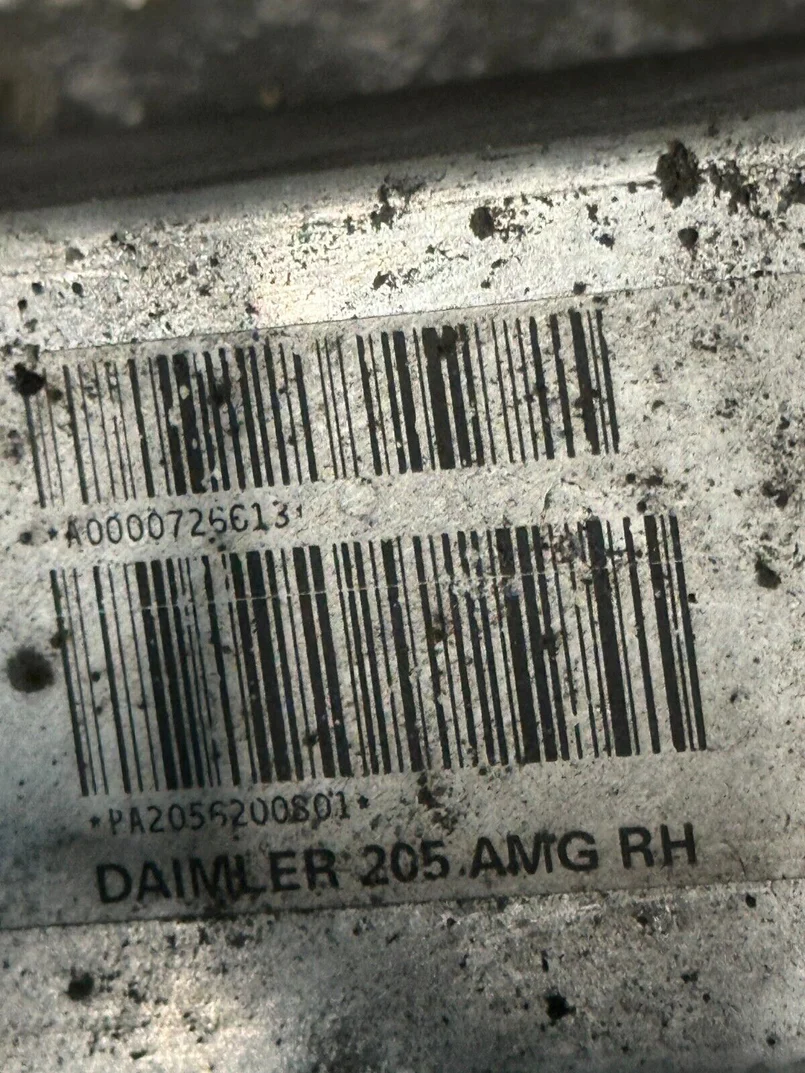 *A0000726613*
*PA2056200801*
DAIMLER 205.AMG RH